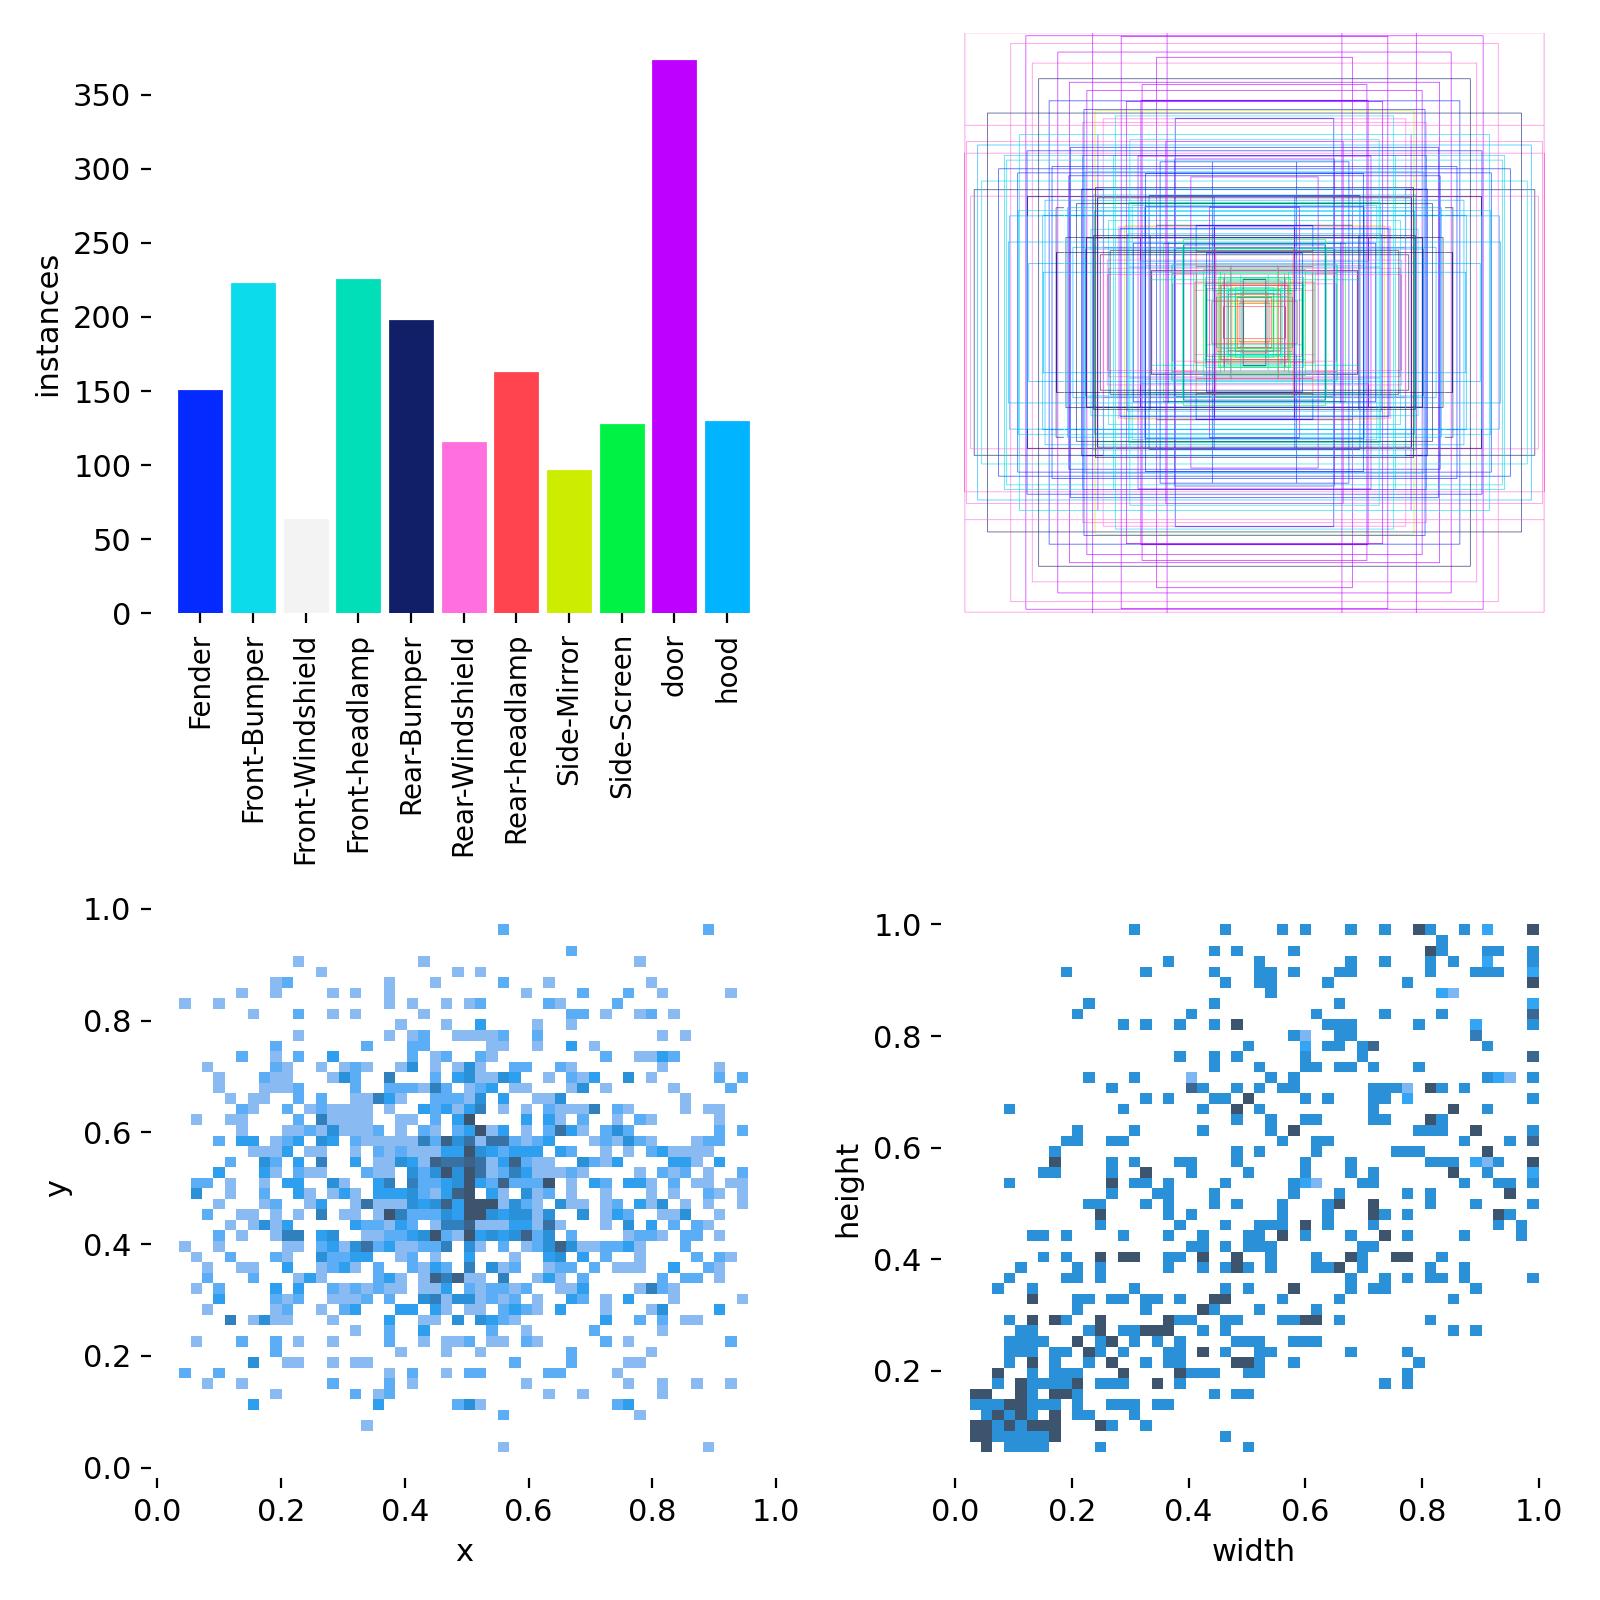 instances
350
300
250
200
150
100
50
0
Fender
Front-Bumper
Front-Windshield
Front-headlamp
Rear-Bumper
Rear-Windshield
Rear-headlamp
Side-Mirror
Side-Screen
door
hood
y
1.0
0.8
0.6
0.4
0.2
0.0
0.0 0.2 0.4 0.6 0.8 1.0
x
height
1.0
0.8
0.6
0.4
0.2
0.0 0.2 0.4 0.6 0.8 1.0
width